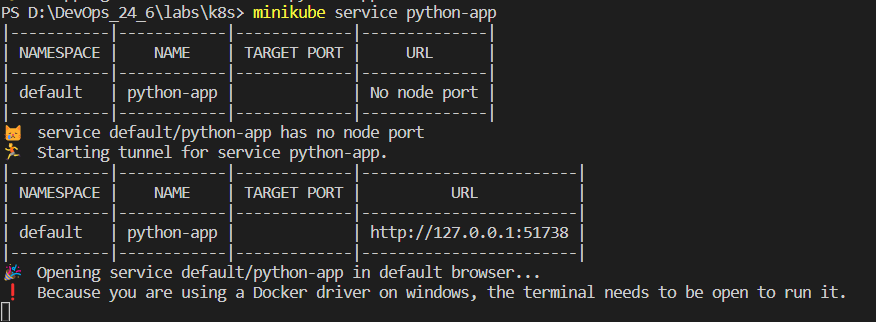 PS D:\DevOps_24_6\labs\k8s> minikube service python-app
|-----------|------------|-------------|--------------|
| NAMESPACE |    NAME    | TARGET PORT |     URL      |
|-----------|------------|-------------|--------------|
| default   | python-app |             | No node port |
|-----------|------------|-------------|--------------|
😿  service default/python-app has no node port
🏃  Starting tunnel for service python-app.
|-----------|------------|-------------|------------------------|
| NAMESPACE |    NAME    | TARGET PORT |          URL           |
|-----------|------------|-------------|------------------------|
| default   | python-app |             | http://127.0.0.1:51738 |
|-----------|------------|-------------|------------------------|
🎉  Opening service default/python-app in default browser...
❗  Because you are using a Docker driver on windows, the terminal needs to be open to run it.